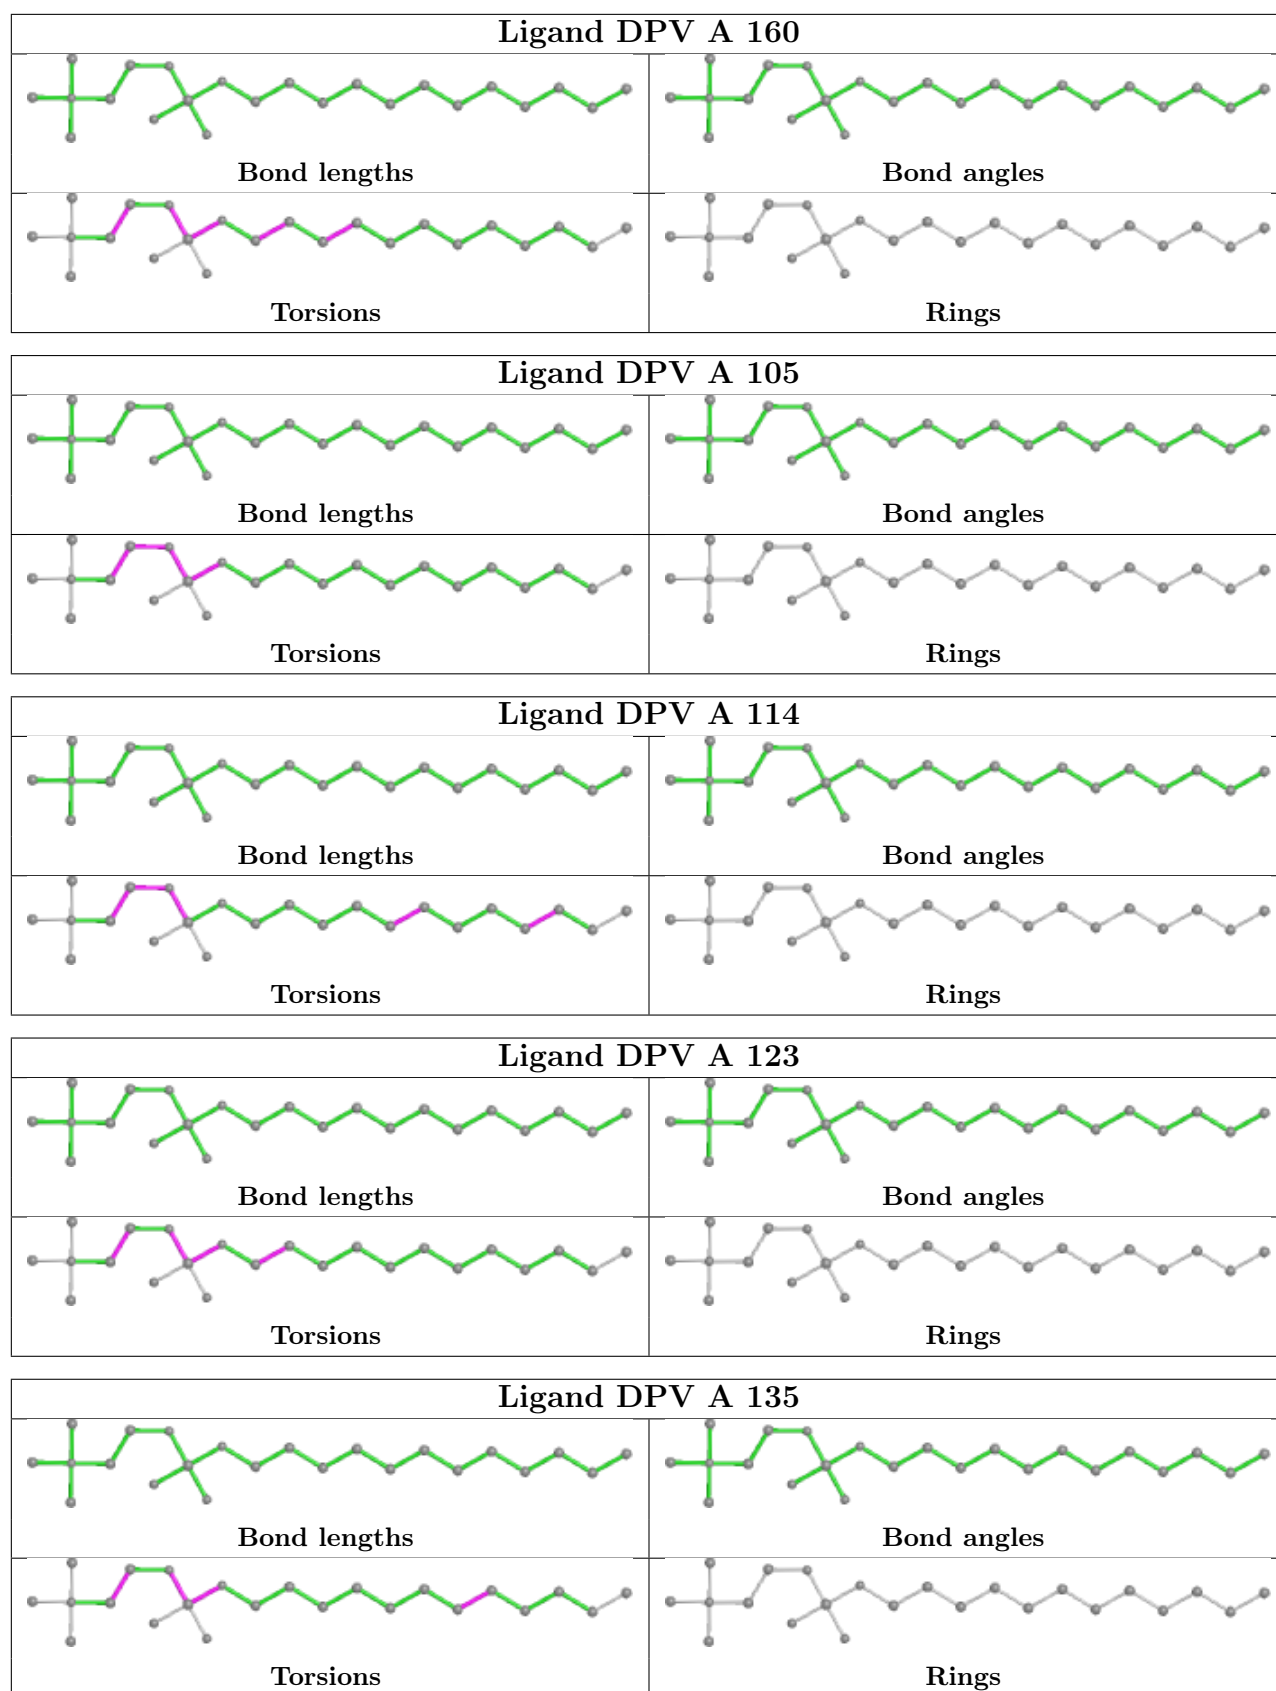 Ligand DPV A 160
Bond lengths
Bond angles
Torsions
Rings
Ligand DPV A 105
Bond lengths
Bond angles
Torsions
Rings
Ligand DPV A 114
Bond lengths
Bond angles
Torsions
Rings
Ligand DPV A 123
Bond lengths
Bond angles
Torsions
Rings
Ligand DPV A 135
Bond lengths
Bond angles
Torsions
Rings